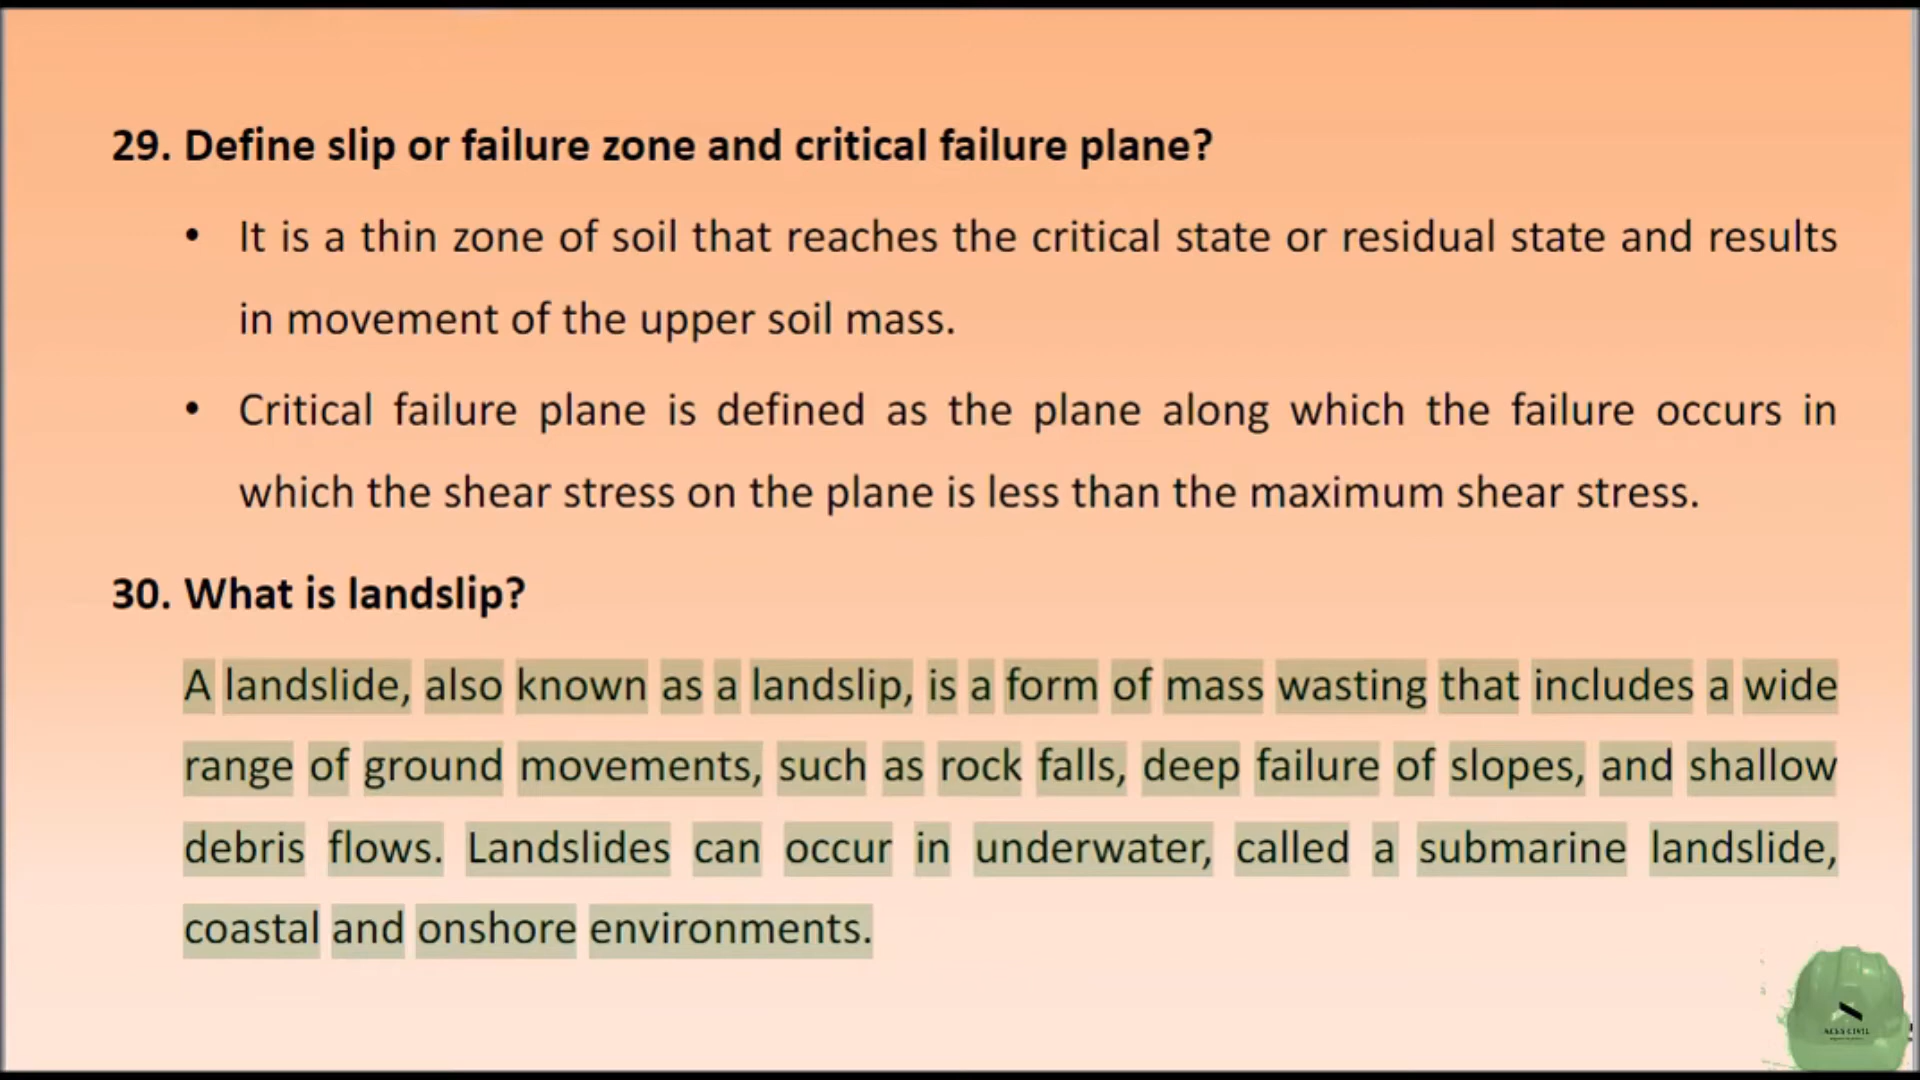 29. Define slip or failure zone and critical failure plane?
• It is a thin zone of soil that reaches the critical state or residual state and results
in movement of the upper soil mass.
• Critical failure plane is defined as the plane along which the failure occurs in
which the shear stress on the plane is less than the maximum shear stress.
30. What is landslip?
A landslide, also known as a landslip, is a form of mass wasting that includes a wide
range of ground movements, such as rock falls, deep failure of slopes, and shallow
debris flows. Landslides can occur in underwater, called a submarine landslide,
coastal and onshore environments.